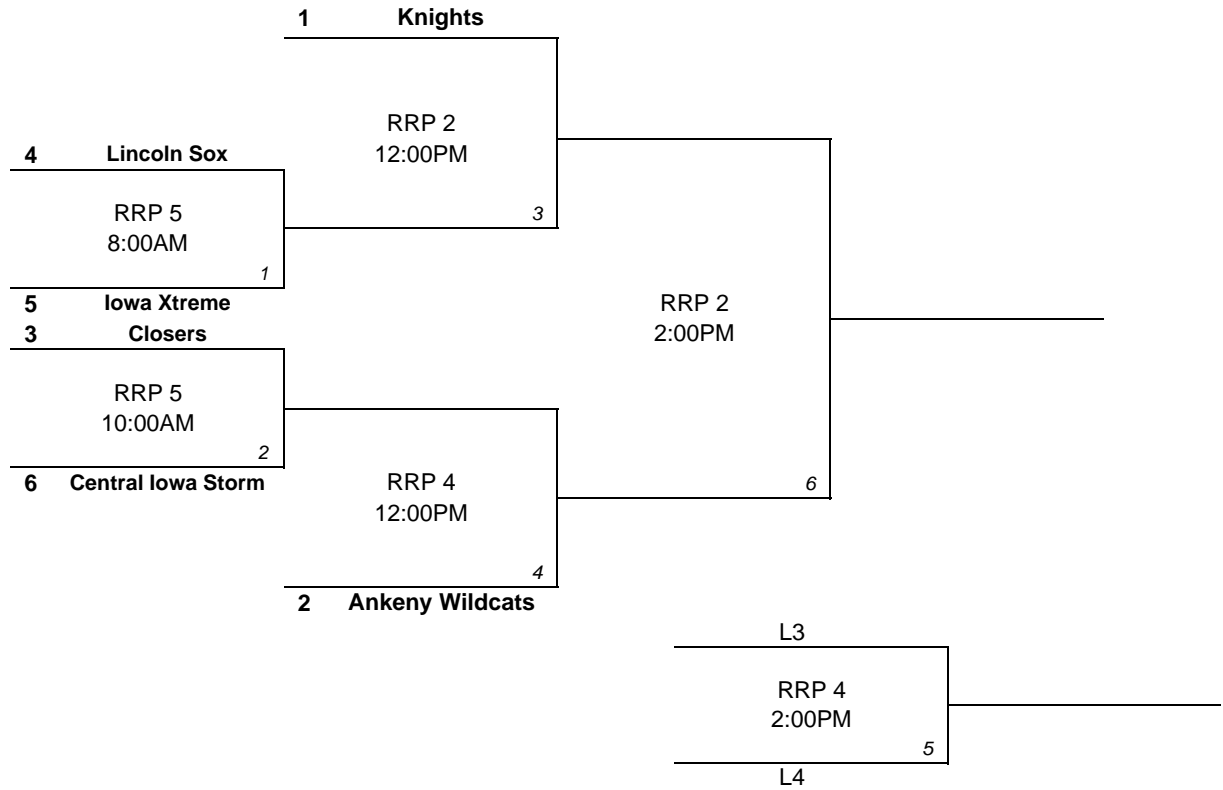 1 Knights
RRP 2
12:00PM
4 Lincoln Sox
RRP 5
8:00AM
3
1
5 Iowa Xtreme
RRP 2
2:00PM
3 Closers
RRP 5
10:00AM
2
6 Central Iowa Storm
RRP 4
12:00PM
6
4
2 Ankeny Wildcats
L3
RRP 4
2:00PM
5
L4